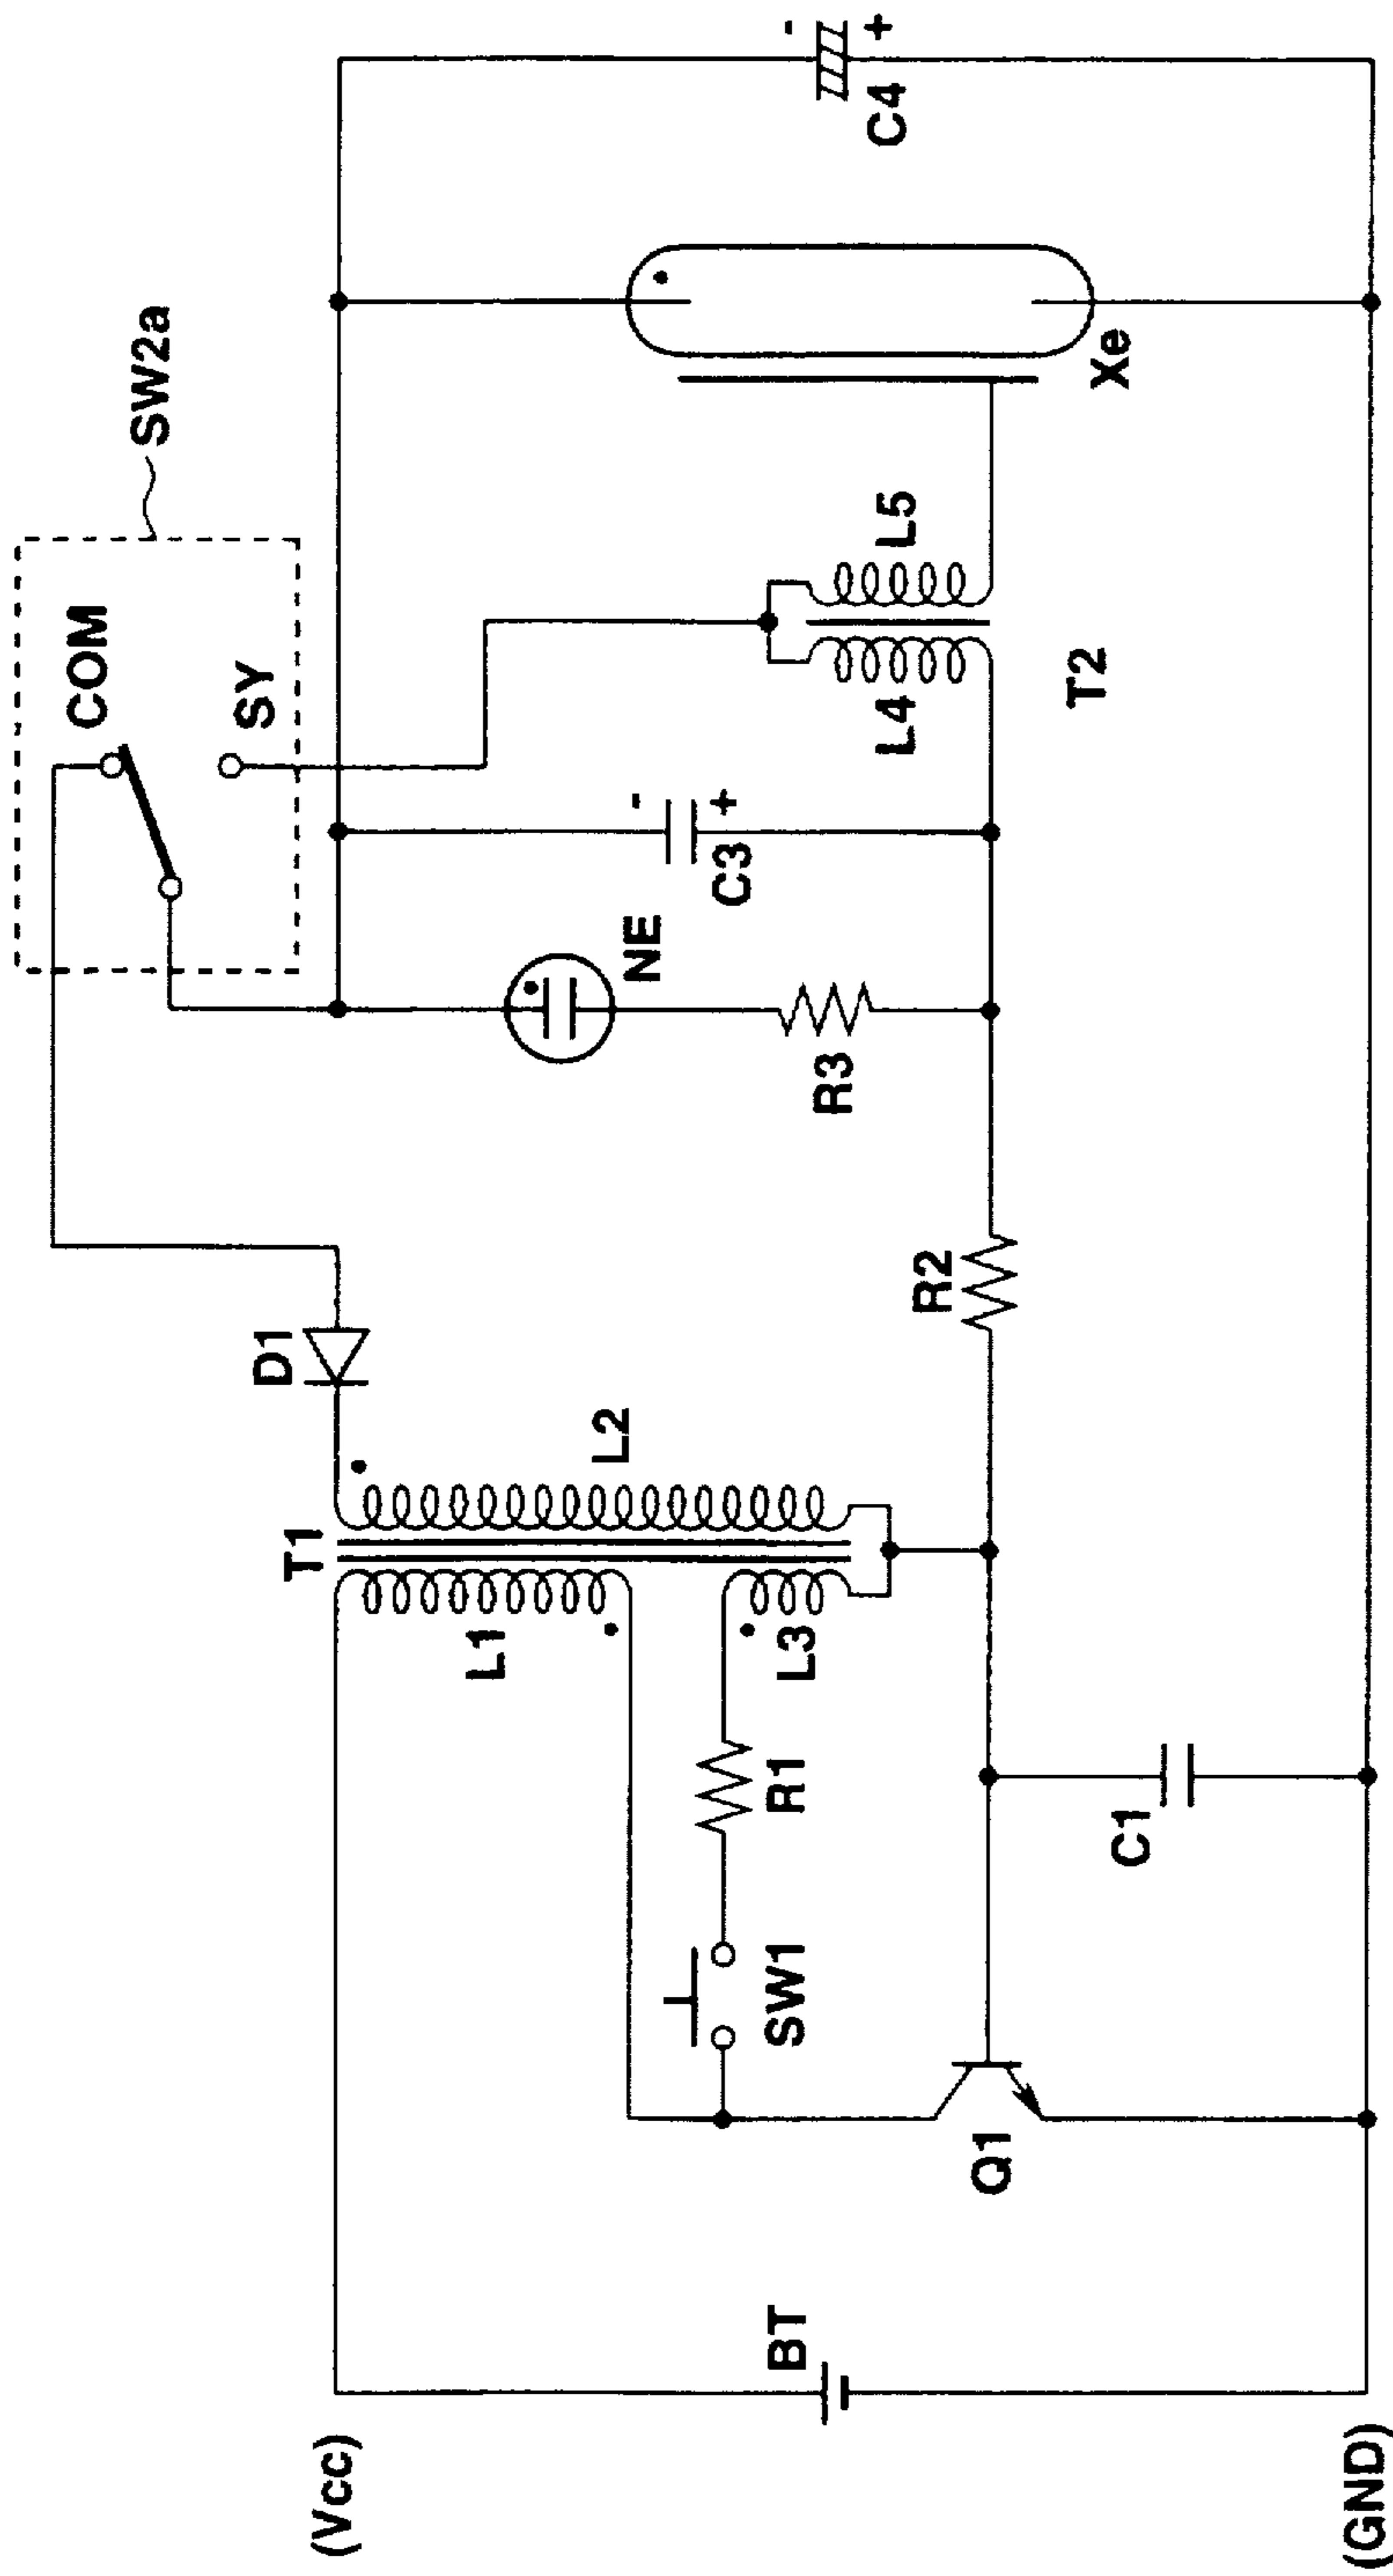 (Vcc)
(GND)
BT
Q1
SW1
R1
C1
L1
L3
T1
L2
D1
R2
R3
NE
C3
- +
COM
SY
SW2a
L4
L5
T2
Xe
C4
- +